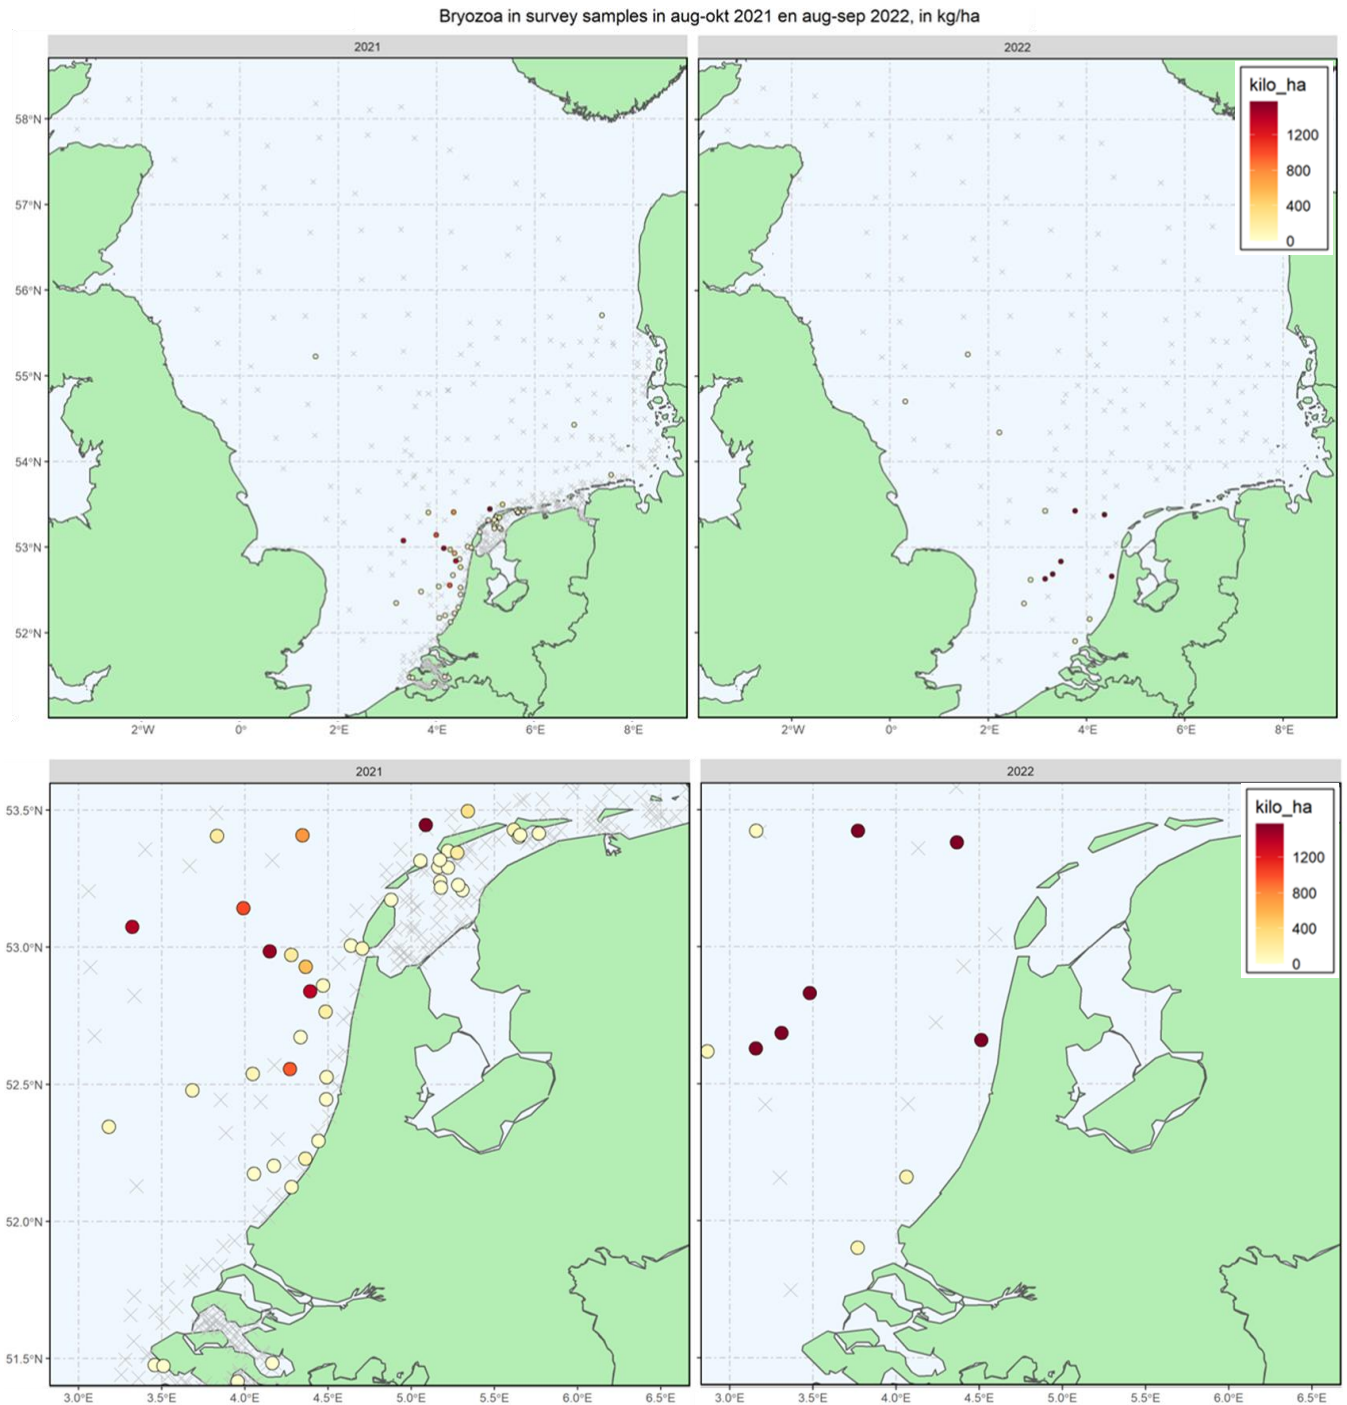 Bryozoa in survey samples in aug-okt 2021 en aug-sep 2022, in kg/ha
2021
2022
58°N
57°N
56°N
55°N
54°N
53°N
52°N
kilo_ha
1200
800
400
0
2°W
0°
2°E
4°E
6°E
8°E
2°W
0°
2°E
4°E
6°E
8°E
2021
2022
53.5°N
53.0°N
52.5°N
52.0°N
51.5°N
kilo_ha
1200
800
400
0
3.0°E
3.5°E
4.0°E
4.5°E
5.0°E
5.5°E
6.0°E
6.5°E
3.0°E
3.5°E
4.0°E
4.5°E
5.0°E
5.5°E
6.0°E
6.5°E